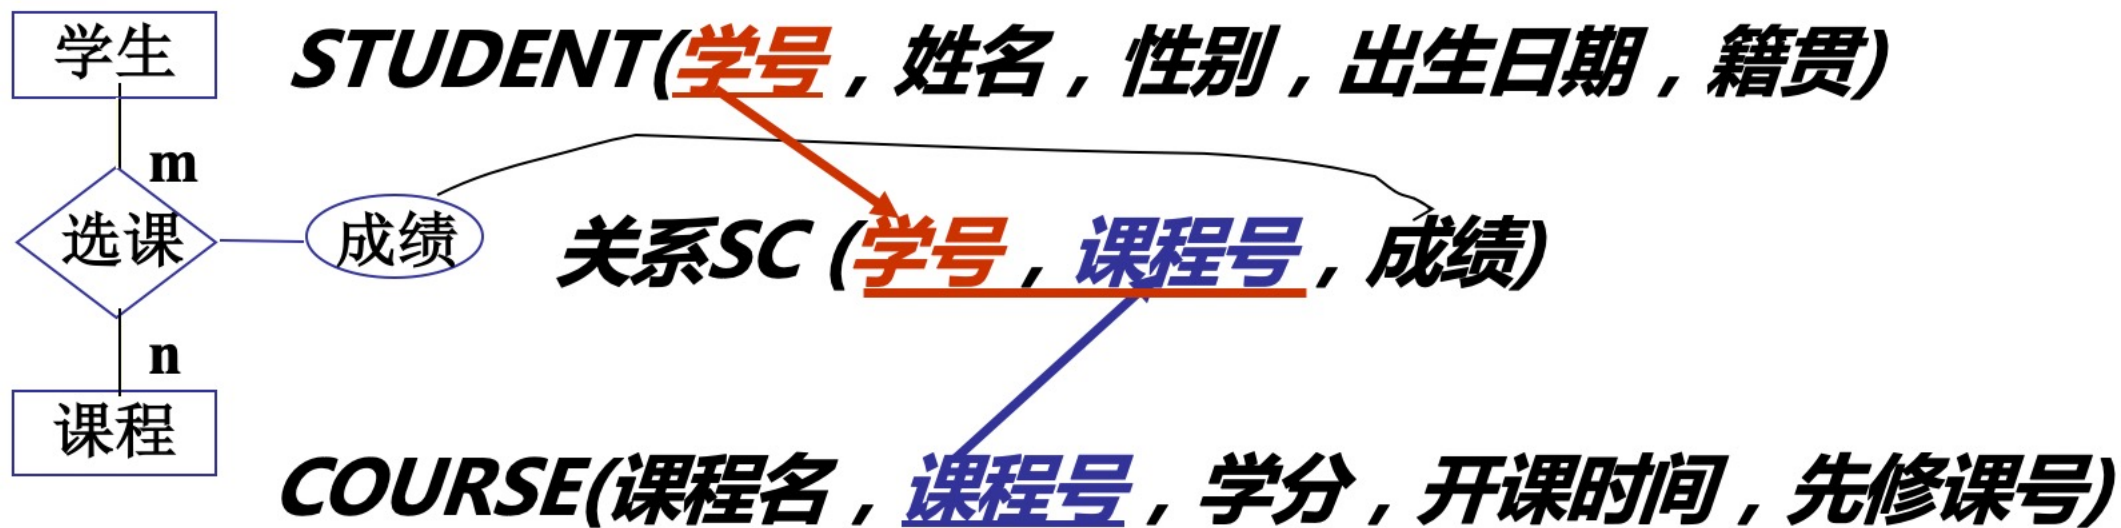 学生
STUDENT(学号，姓名，性别，出生日期，籍贯)
m
选课
成绩
关系SC (学号，课程号，成绩)
n
课程
COURSE(课程名，课程号，学分，开课时间，先修课号)